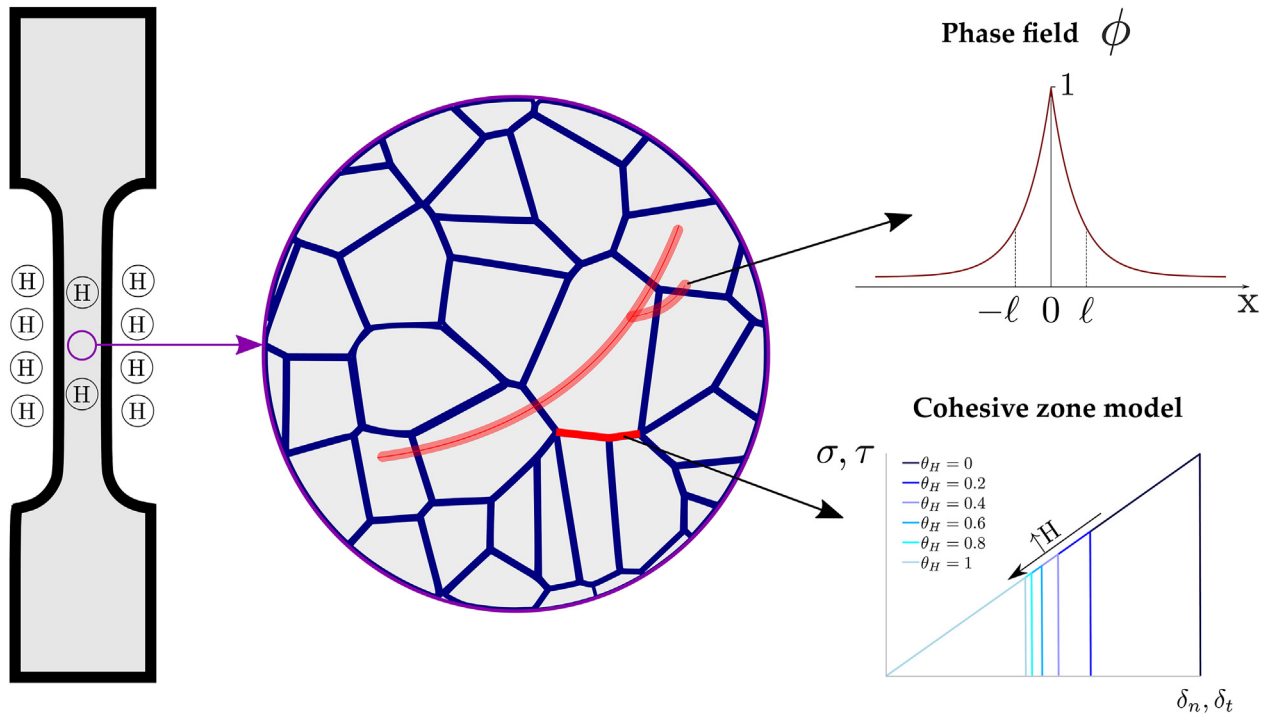 Phase field ϕ
1
−ℓ 0 ℓ
x
H
H
H
H
H
H
H
H
H
H
Cohesive zone model
σ, τ
θ_H = 0
θ_H = 0.2
θ_H = 0.4
θ_H = 0.6
θ_H = 0.8
θ_H = 1
↑H
δ_n, δ_t